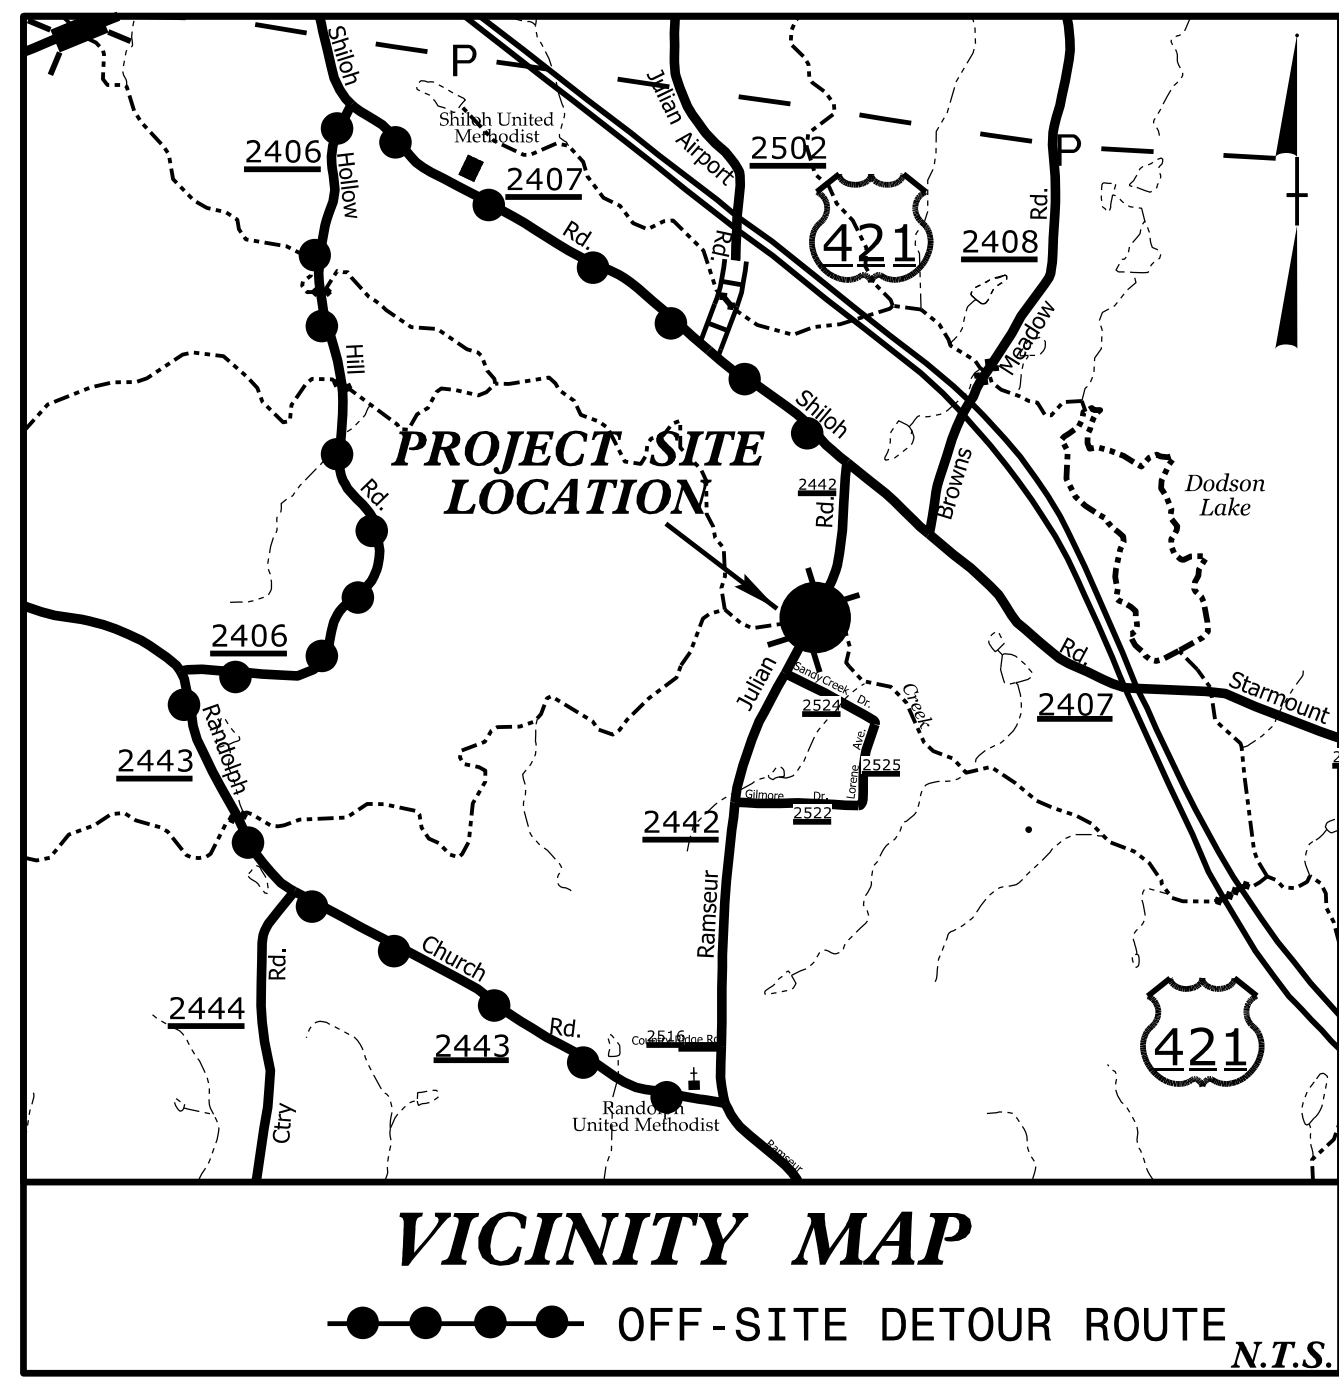 Shiloh
P
Julian Airport
Shiloh United
Methodist
2406
Hollow
2407
2502
P
Rd.
Rd.
Rd.
421
2408
Meadow
Hill
Shiloh
PROJECT SITE
LOCATION
2442
Rd.
Browns
Dodson
Lake
Rd.
2406
Julian
Sandy Creek Dr.
2524
Creek
Rd.
2407
Starmount
Randolph
2443
Ave.
2525
Lorene
Gilmore Dr.
2522
2442
Ramseur
Church
Rd.
2444
Rd.
2443
2516
Country Ridge Rd.
421
Randolph
United Methodist
Ctry
Ramseur
VICINITY MAP
OFF-SITE DETOUR ROUTE
N.T.S.